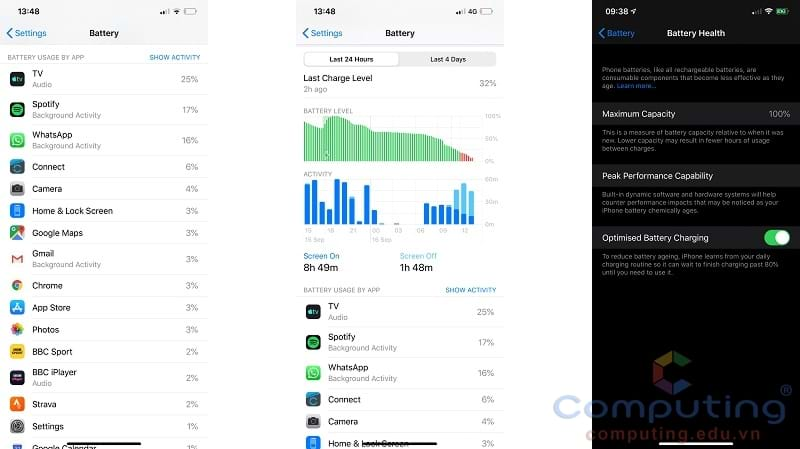 13:48
Settings
Battery
BATTERY USAGE BY APP
SHOW ACTIVITY
TV
Audio
25%
Spotify
Background Activity
17%
WhatsApp
Background Activity
16%
Connect
6%
Camera
4%
Home & Lock Screen
3%
Google Maps
3%
Gmail
Background Activity
3%
Chrome
3%
App Store
3%
Photos
3%
BBC Sport
2%
BBC iPlayer
Audio
2%
Strava
2%
Settings
1%
Google Calendar
1%
13:48
4G
Settings
Battery
Last 24 Hours
Last 4 Days
Last Charge Level
2h ago
32%
BATTERY LEVEL
100%
50%
0%
ACTIVITY
60m
30m
0m
15 18 21 00 03 06 09 12
16 Sep
16 Sep
Screen On
8h 49m
Screen Off
1h 48m
BATTERY USAGE BY APP
SHOW ACTIVITY
TV
Audio
25%
Spotify
Background Activity
17%
WhatsApp
Background Activity
16%
Connect
6%
Camera
4%
Home & Lock Screen
3%
09:38
Battery
Battery Health
Phone batteries, like all rechargeable batteries, are
consumable components that become less effective as they
age. Learn more...
Maximum Capacity
100%
This is a measure of battery capacity relative to when it was
new. Lower capacity may result in fewer hours of usage
between charges.
Peak Performance Capability
Built-in dynamic software and hardware systems will help
counter performance impacts that may be noticed as your
iPhone battery chemically ages.
Optimised Battery Charging
To reduce battery ageing, iPhone learns from your daily
charging routine so it can wait to finish charging past 80%
until you need to use it.
Computing®
computing.edu.vn